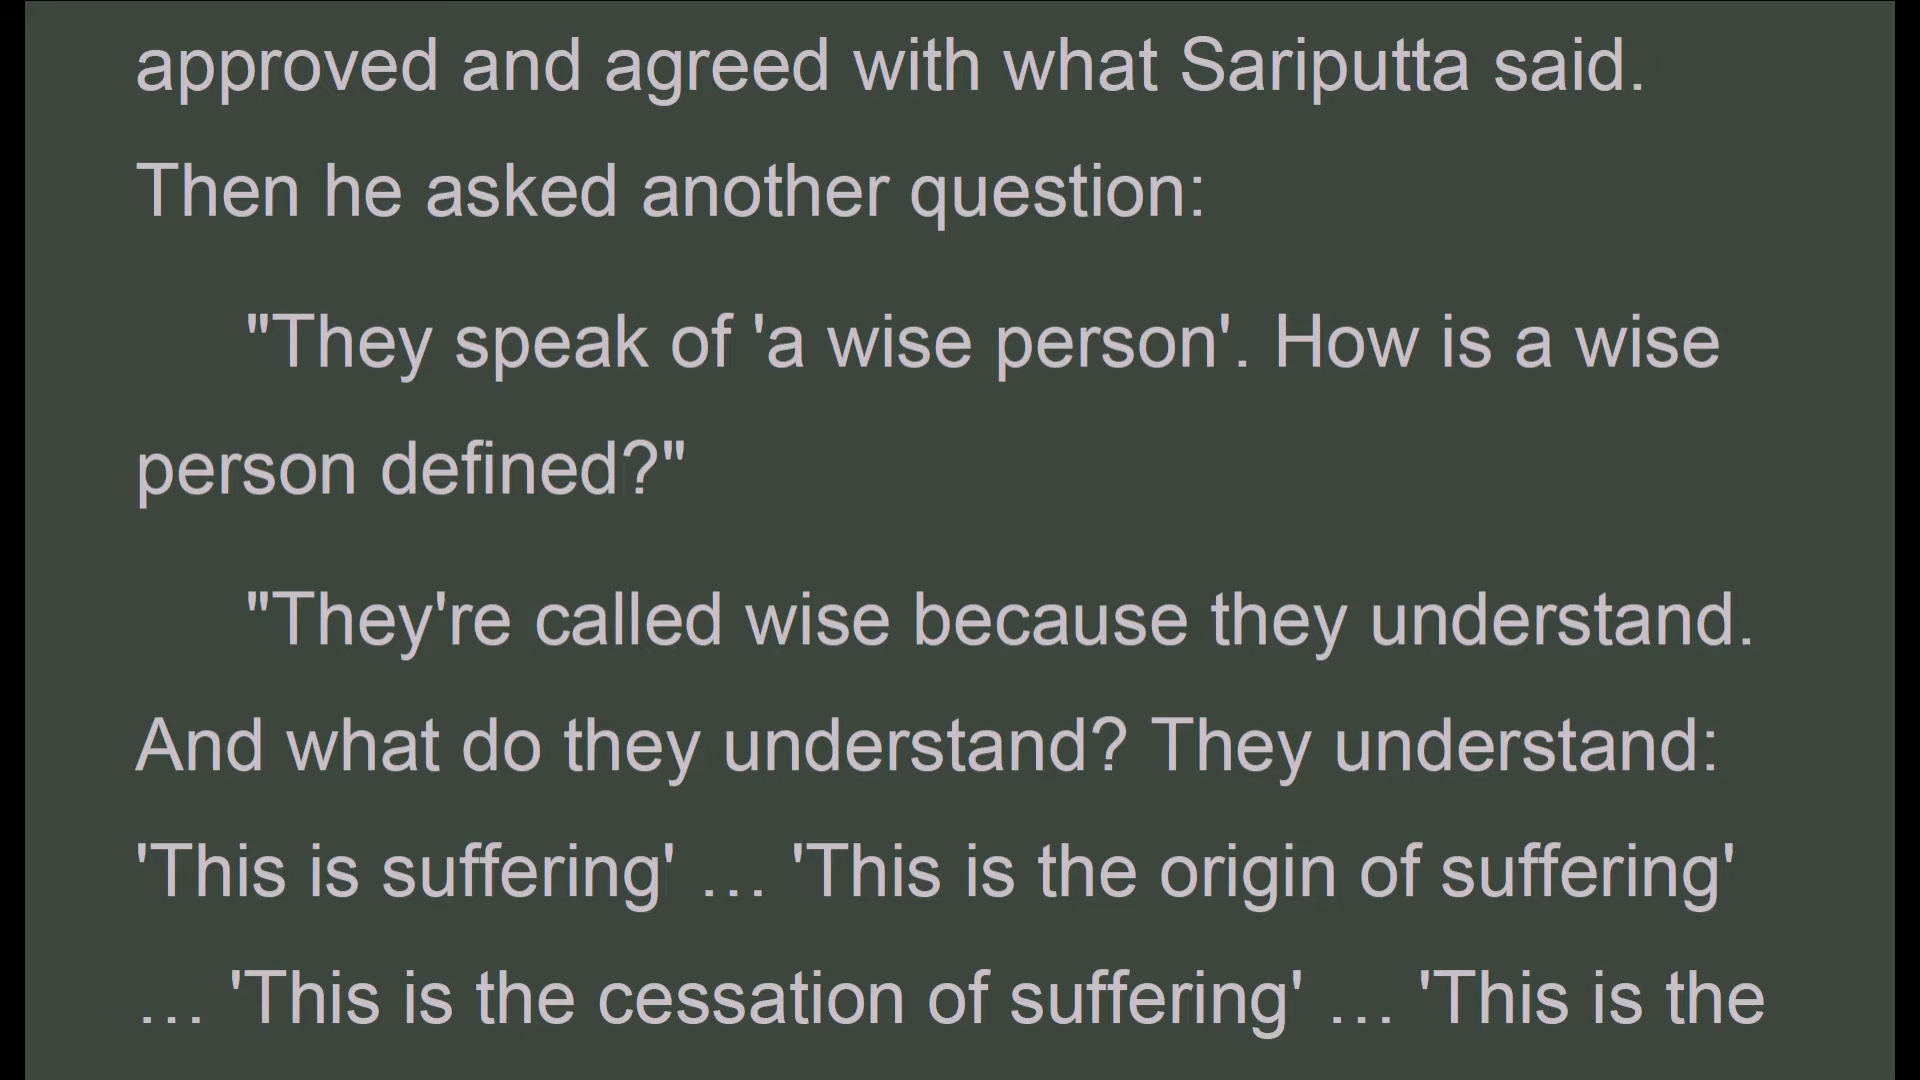 approved and agreed with what Sariputta said.
Then he asked another question:
"They speak of 'a wise person'. How is a wise
person defined?"
"They're called wise because they understand.
And what do they understand? They understand:
'This is suffering' … 'This is the origin of suffering'
… 'This is the cessation of suffering' … 'This is the